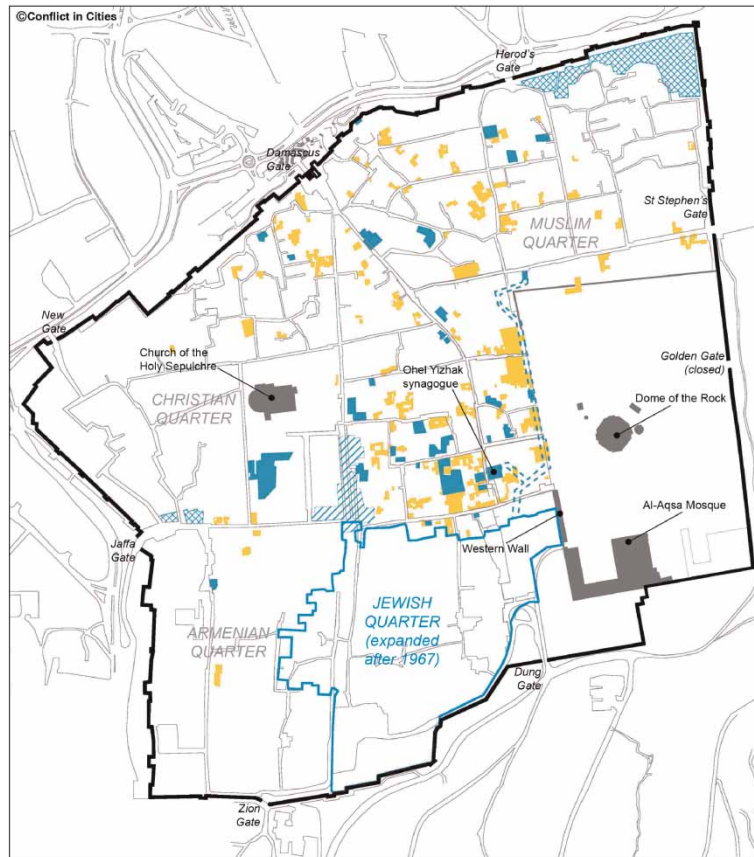 ©Conflict in Cities
Herod's
Gate
Damascus
Gate
St Stephen's
Gate
MUSLIM
QUARTER
New
Gate
Church of the
Holy Sepulchre
Ohel Yizhak
synagogue
Golden Gate
(closed)
CHRISTIAN
QUARTER
Dome of the Rock
Al-Aqsa Mosque
Jaffa
Gate
Western Wall
JEWISH
QUARTER
(expanded
after 1967)
ARMENIAN
QUARTER
Dung
Gate
Zion
Gate